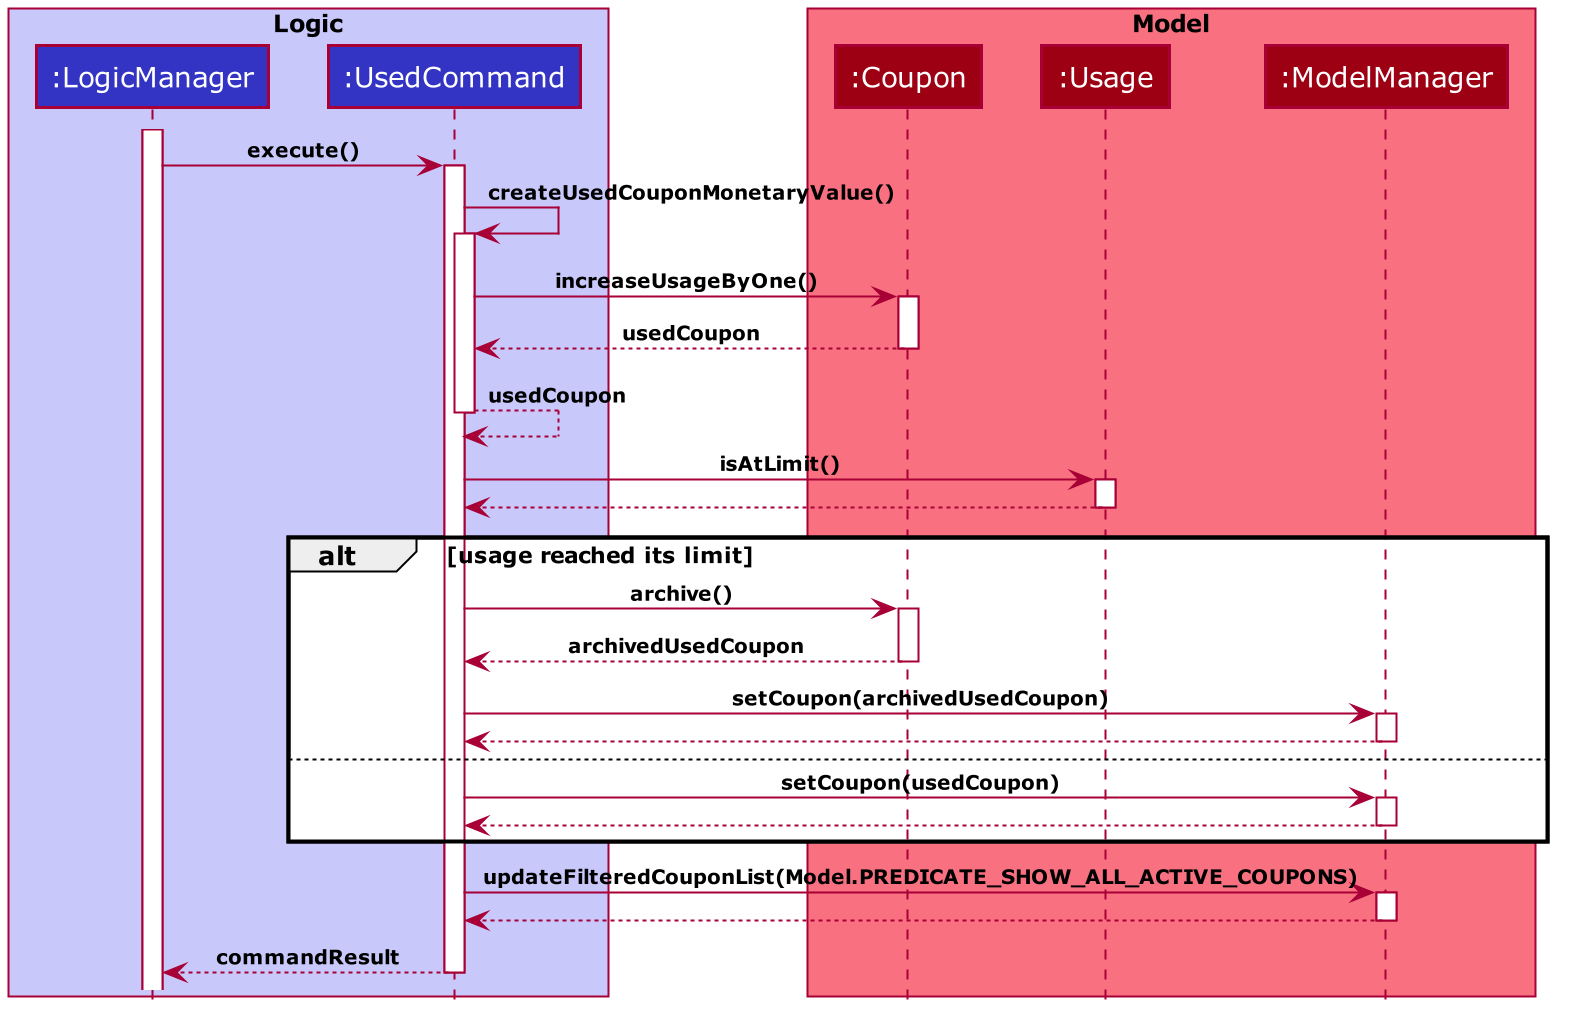 Logic
Model
:LogicManager
:UsedCommand
:Coupon
:Usage
:ModelManager
execute()
createUsedCouponMonetaryValue()
increaseUsageByOne()
usedCoupon
usedCoupon
isAtLimit()
alt
[usage reached its limit]
archive()
archivedUsedCoupon
setCoupon(archivedUsedCoupon)
setCoupon(usedCoupon)
updateFilteredCouponList(Model.PREDICATE_SHOW_ALL_ACTIVE_COUPONS)
commandResult